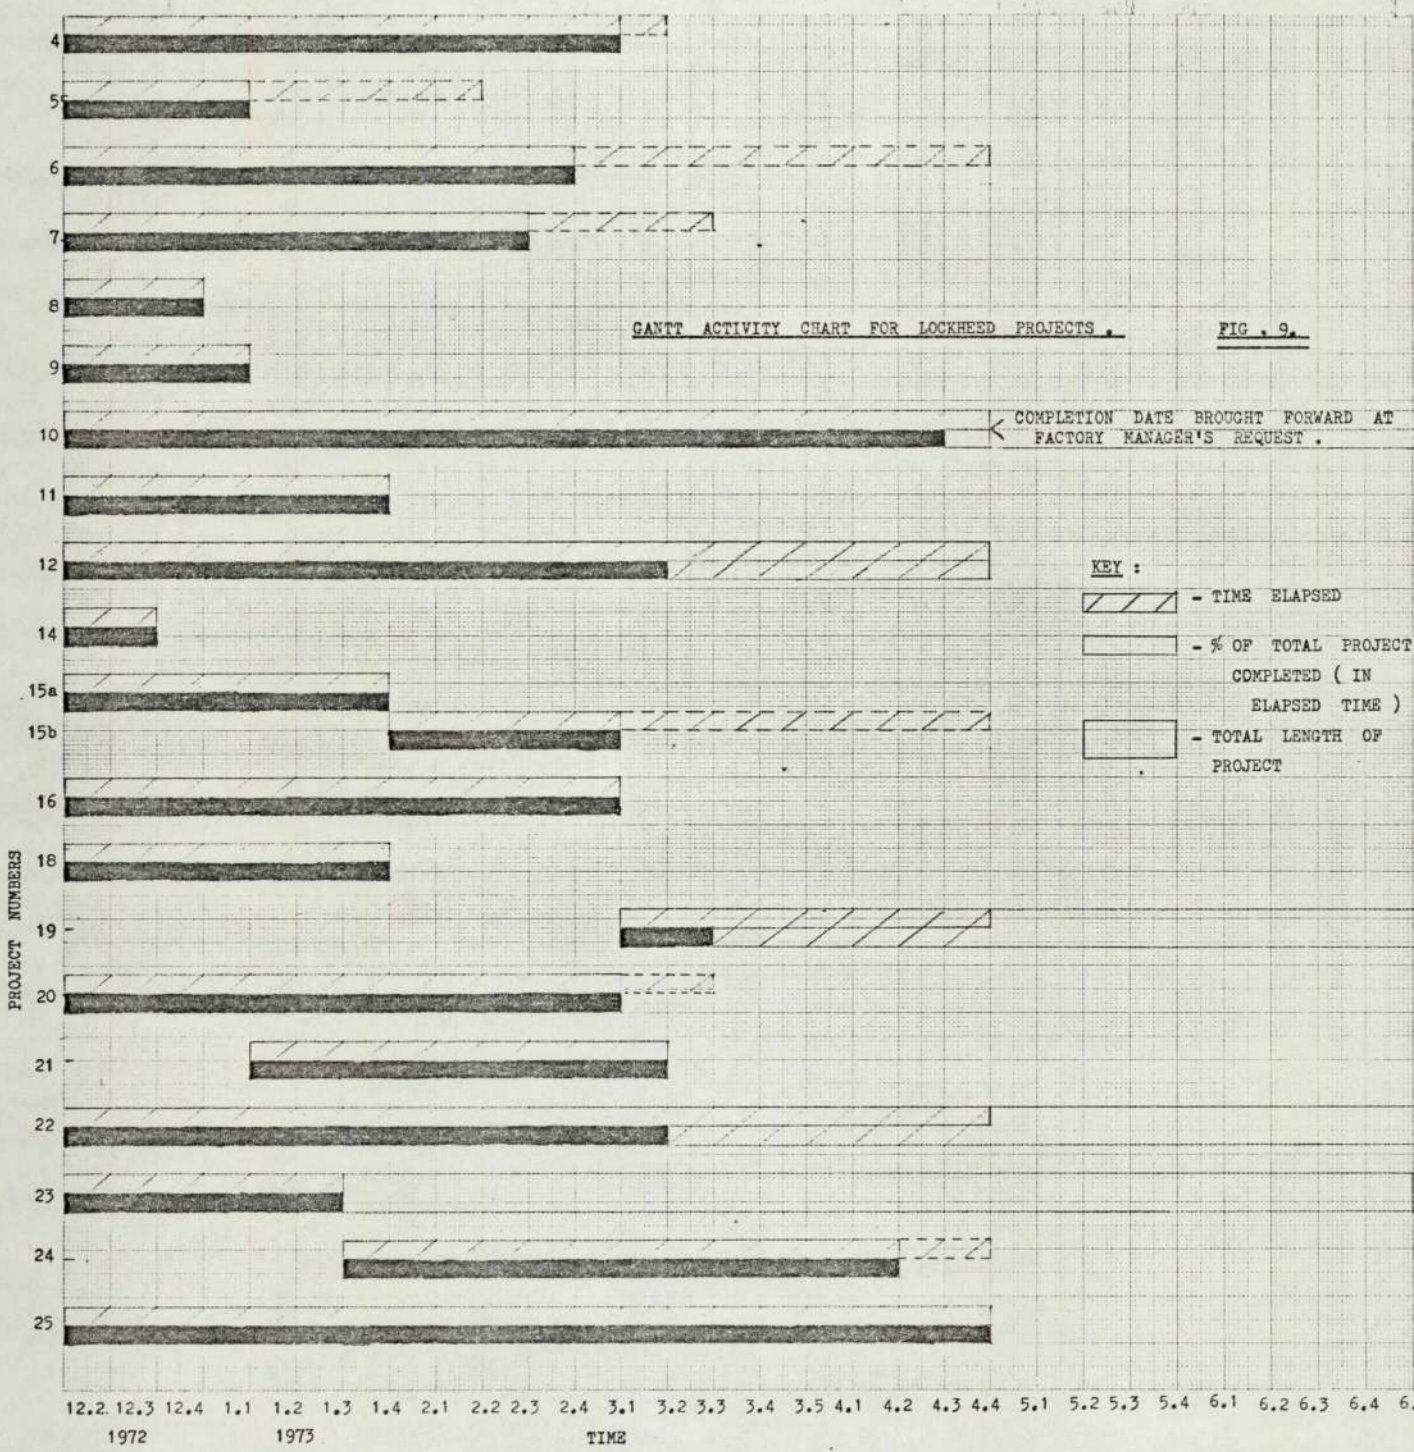 4
5
6
7
8
GANTT ACTIVITY CHART FOR LOCKHEED PROJECTS . FIG . 9.
9
COMPLETION DATE BROUGHT FORWARD AT
FACTORY MANAGER'S REQUEST .
10
11
12
KEY :
- TIME ELAPSED
14
- % OF TOTAL PROJECT
COMPLETED ( IN
ELAPSED TIME )
15a
15b
- TOTAL LENGTH OF
PROJECT
16
18
PROJECT NUMBERS
19
20
21
22
23
24
25
12.2. 12.3 12.4 1.1 1.2 1.3 1.4 2.1 2.2 2.3 2.4 3.1 3.2 3.3 3.4 3.5 4.1 4.2 4.3 4.4 5.1 5.2 5.3 5.4 6.1 6.2 6.3 6.4
1972 1973 TIME